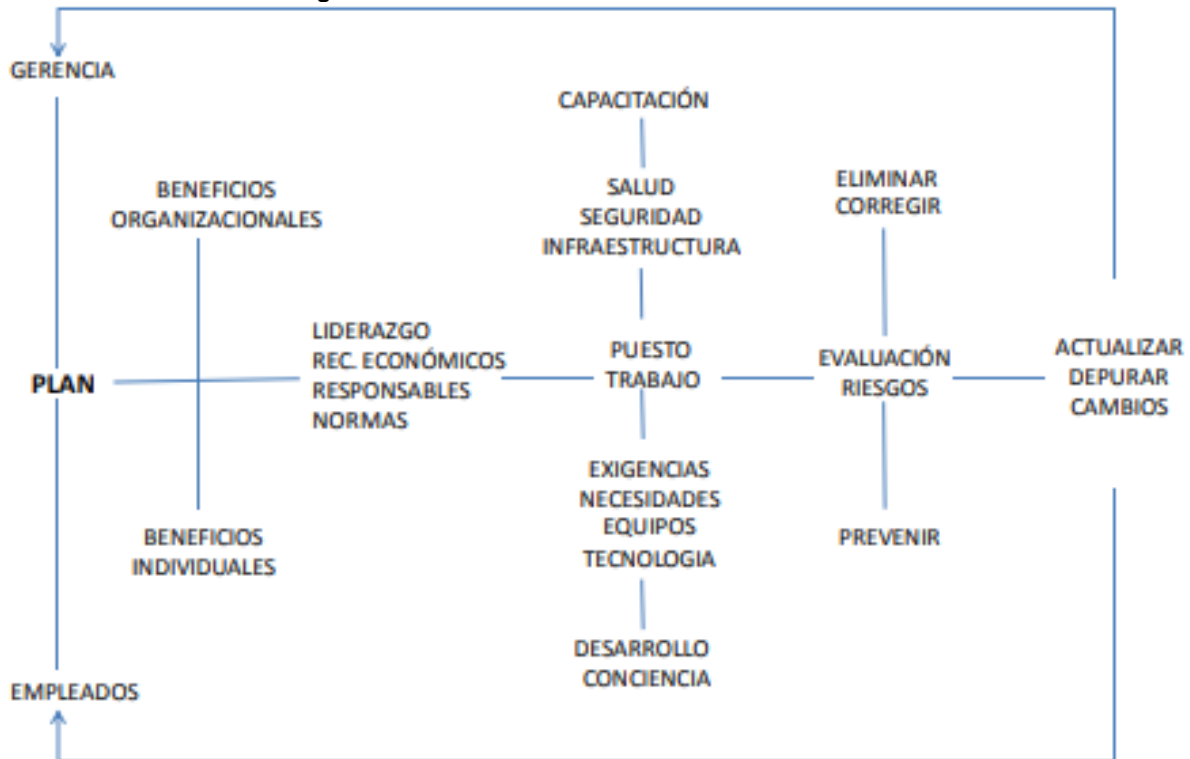 GERENCIA
CAPACITACIÓN
BENEFICIOS
ORGANIZACIONALES
SALUD
SEGURIDAD
INFRAESTRUCTURA
ELIMINAR
CORREGIR
PLAN
LIDERAZGO
REC. ECONÓMICOS
RESPONSABLES
NORMAS
PUESTO
TRABAJO
EVALUACIÓN
RIESGOS
ACTUALIZAR
DEPURAR
CAMBIOS
BENEFICIOS
INDIVIDUALES
EXIGENCIAS
NECESIDADES
EQUIPOS
TECNOLOGIA
PREVENIR
DESARROLLO
CONCIENCIA
EMPLEADOS